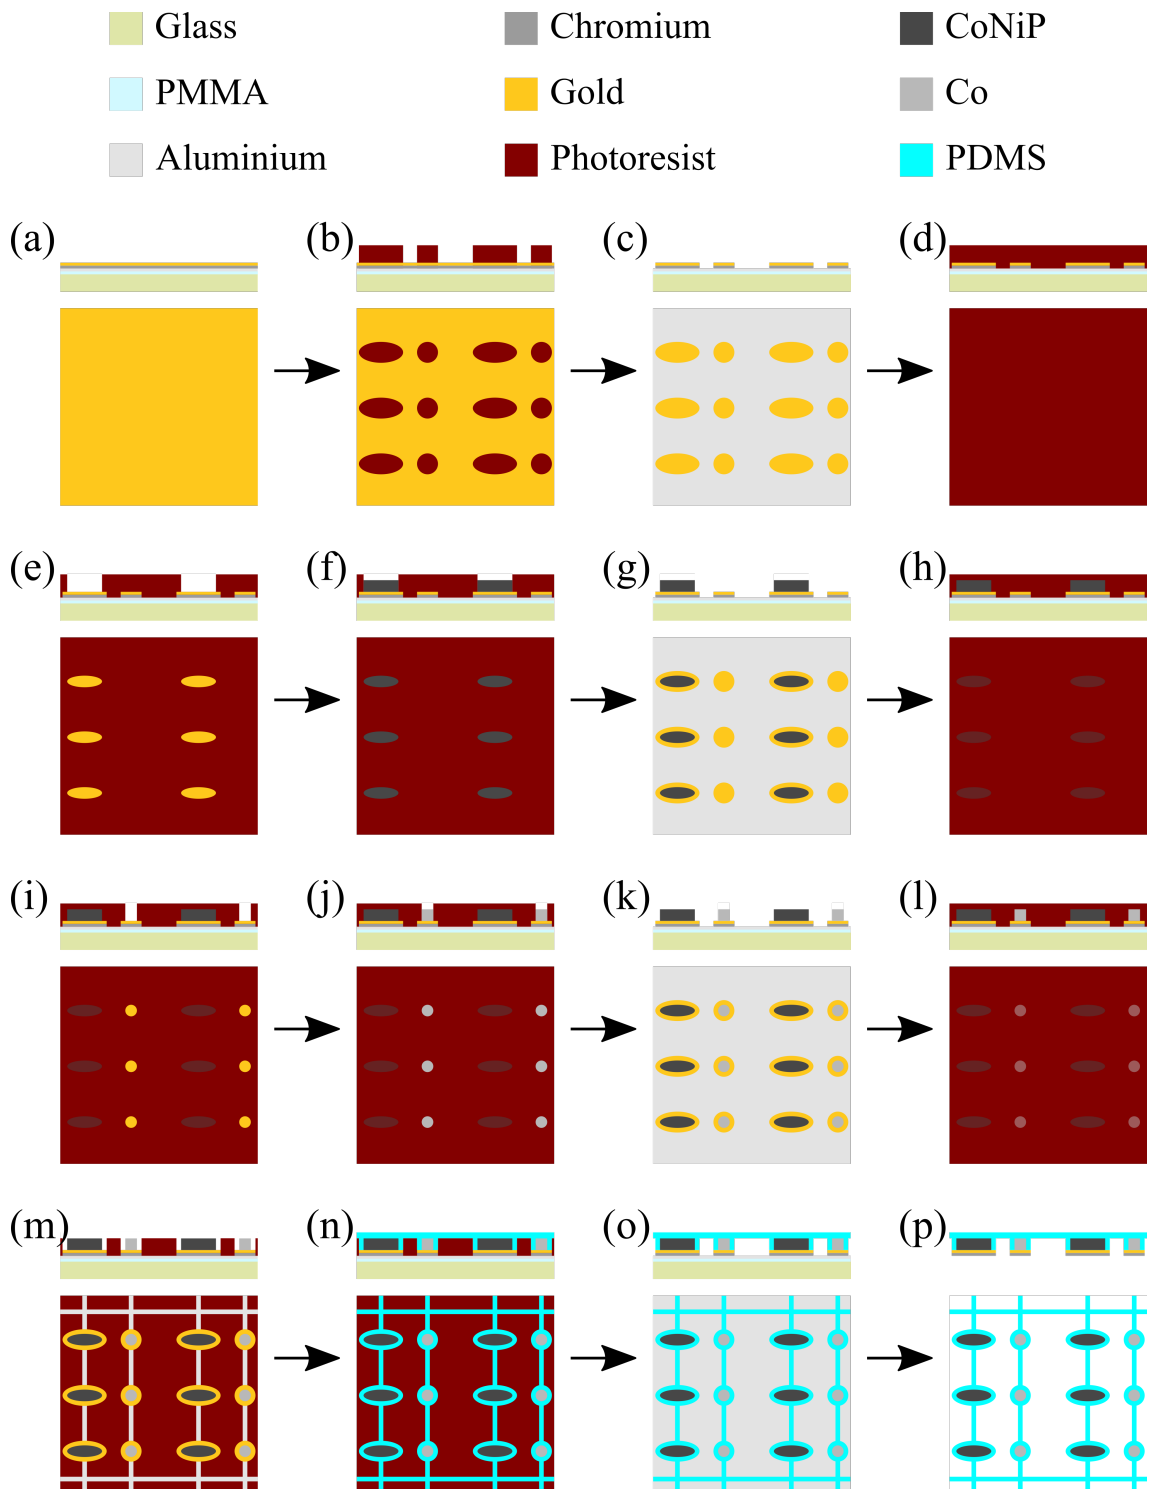 Glass Chromium CoNiP
PMMA Gold Co
Aluminium Photoresist PDMS
(a) (b) (c) (d)
(e) (f) (g) (h)
(i) (j) (k) (l)
(m) (n) (o) (p)